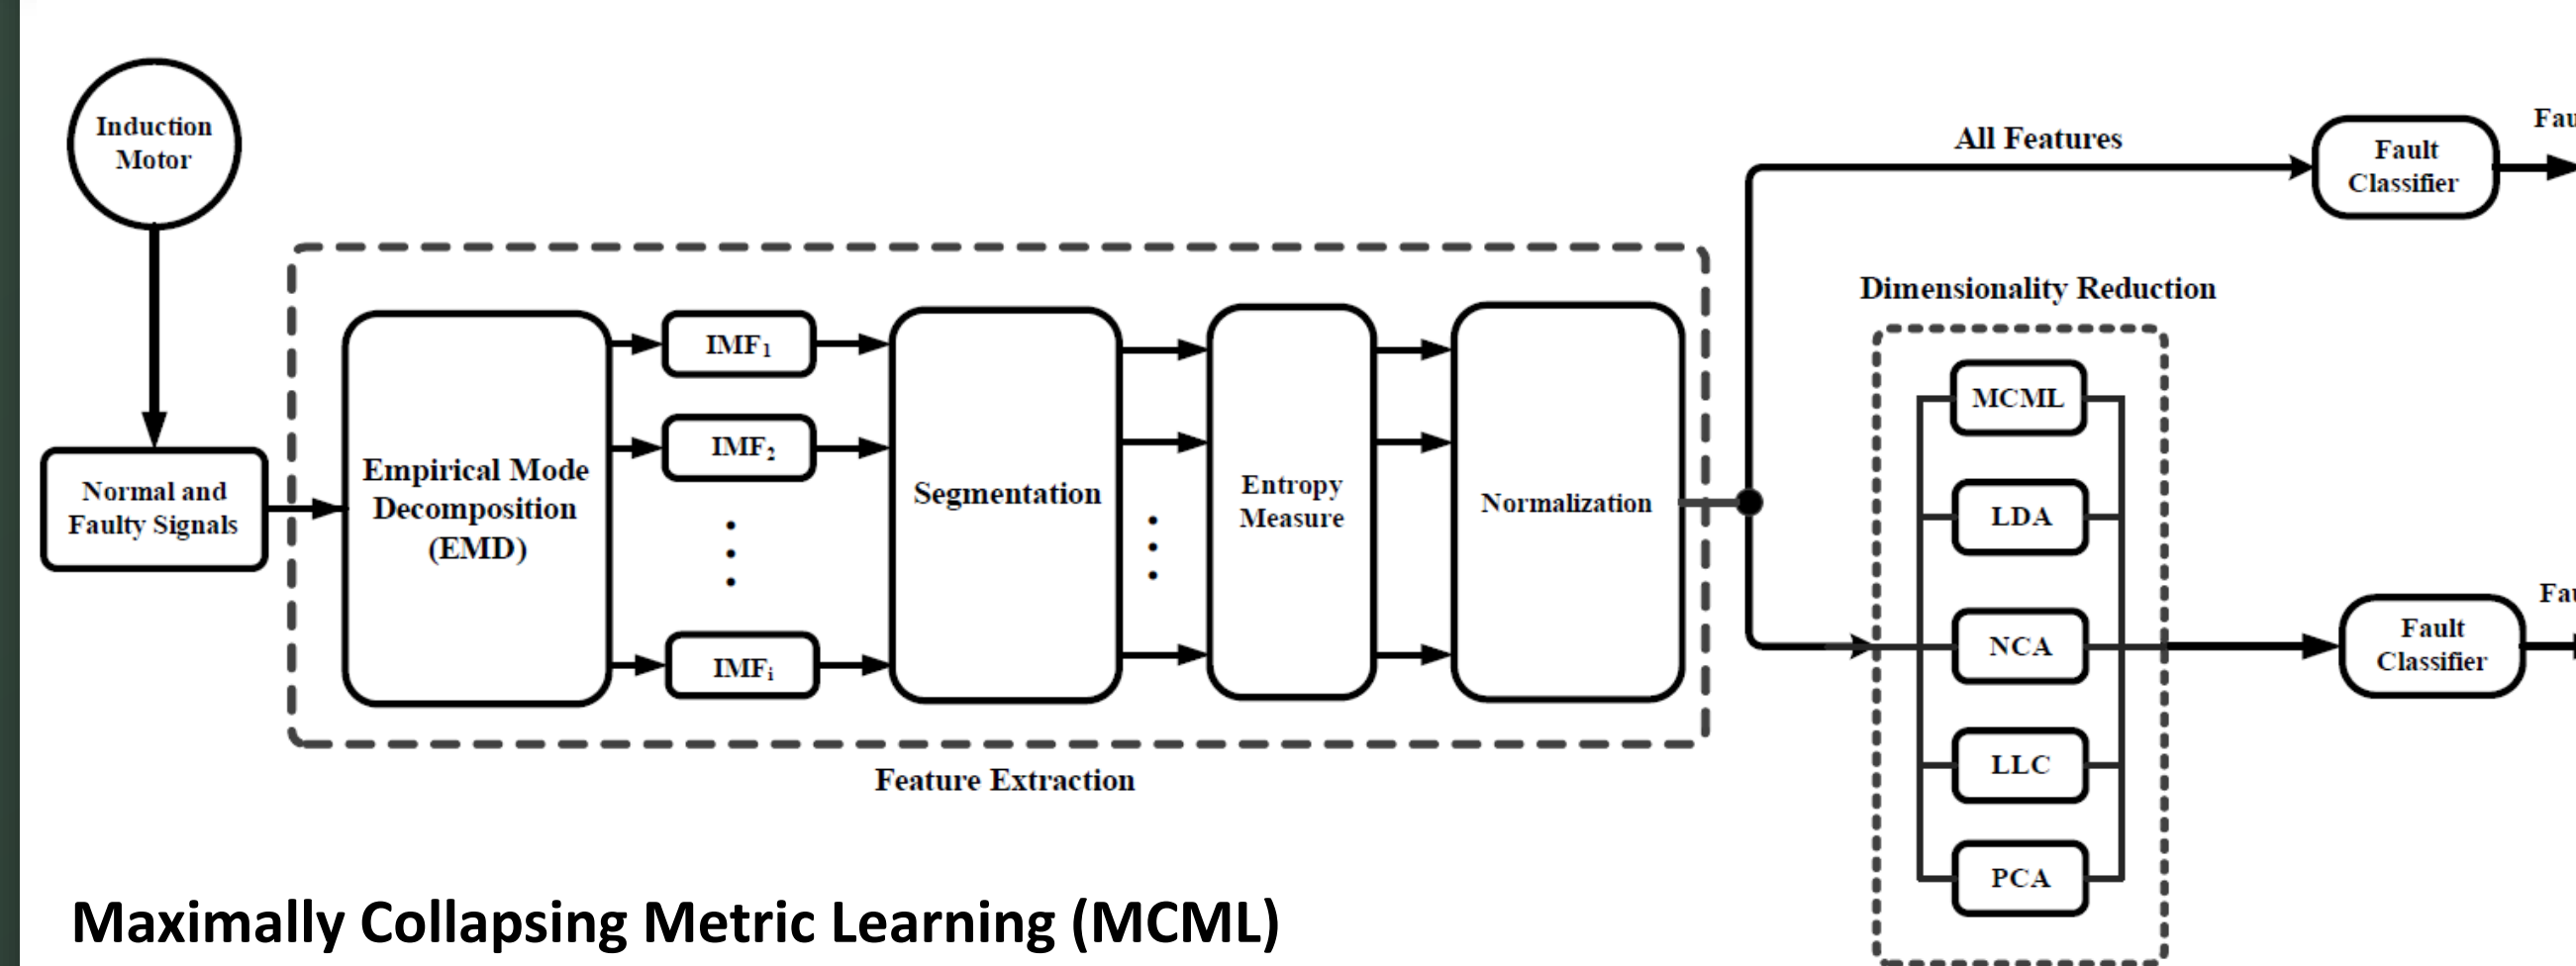 Induction
Motor
Normal and
Faulty Signals
Empirical Mode
Decomposition
(EMD)
IMF1
IMF2
IMFi
Segmentation
Entropy
Measure
Normalization
Feature Extraction
All Features
Fault
Classifier
Dimensionality Reduction
MCML
LDA
NCA
LLC
PCA
Fault
Classifier
Maximally Collapsing Metric Learning (MCML)